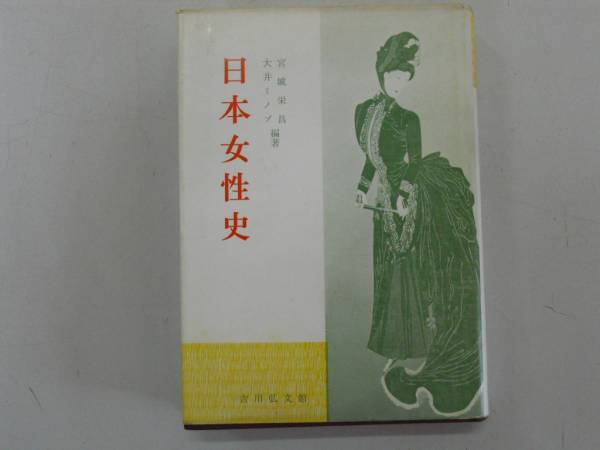 日本女性史
宮城栄昌
大井ミノブ 編著
吉川弘文館